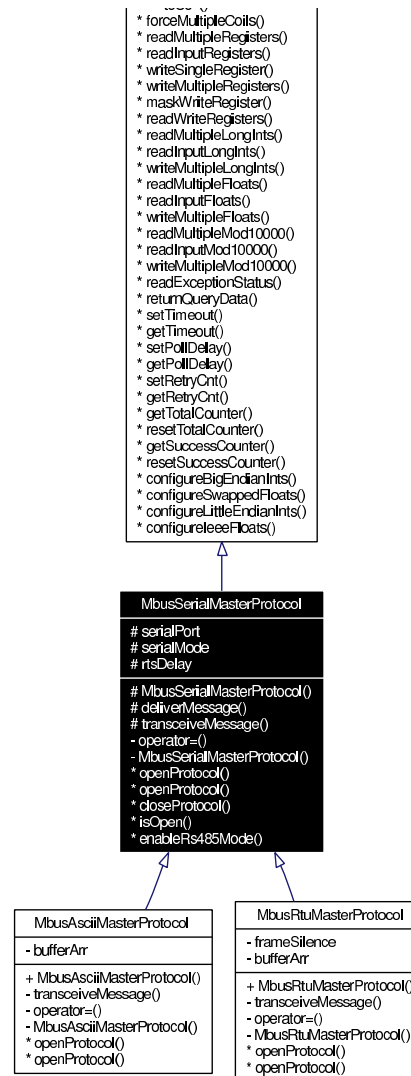 * forceMultipleCoils()
* readMultipleRegisters()
* readInputRegisters()
* writeSingleRegister()
* writeMultipleRegisters()
* maskWriteRegister()
* readWriteRegisters()
* readMultipleLongInts()
* readInputLongInts()
* writeMultipleLongInts()
* readMultipleFloats()
* readInputFloats()
* writeMultipleFloats()
* readMultipleMod10000()
* readInputMod10000()
* writeMultipleMod10000()
* readExceptionStatus()
* returnQueryData()
* setTimeout()
* getTimeout()
* setPollDelay()
* getPollDelay()
* setRetryCnt()
* getRetryCnt()
* getTotalCounter()
* resetTotalCounter()
* getSuccessCounter()
* resetSuccessCounter()
* configureBigEndianInts()
* configureSwappedFloats()
* configureLittleEndianInts()
* configureIeeeFloats()
MbusSerialMasterProtocol
# serialPort
# serialMode
# rtsDelay
# MbusSerialMasterProtocol()
# deliverMessage()
# transceiveMessage()
- operator=()
- MbusSerialMasterProtocol()
* openProtocol()
* openProtocol()
* closeProtocol()
* isOpen()
* enableRs485Mode()
MbusAsciiMasterProtocol
- bufferArr
+ MbusAsciiMasterProtocol()
- transceiveMessage()
- operator=()
- MbusAsciiMasterProtocol()
* openProtocol()
* openProtocol()
MbusRtuMasterProtocol
- frameSilence
- bufferArr
+ MbusRtuMasterProtocol()
- transceiveMessage()
- operator=()
- MbusRtuMasterProtocol()
* openProtocol()
* openProtocol()